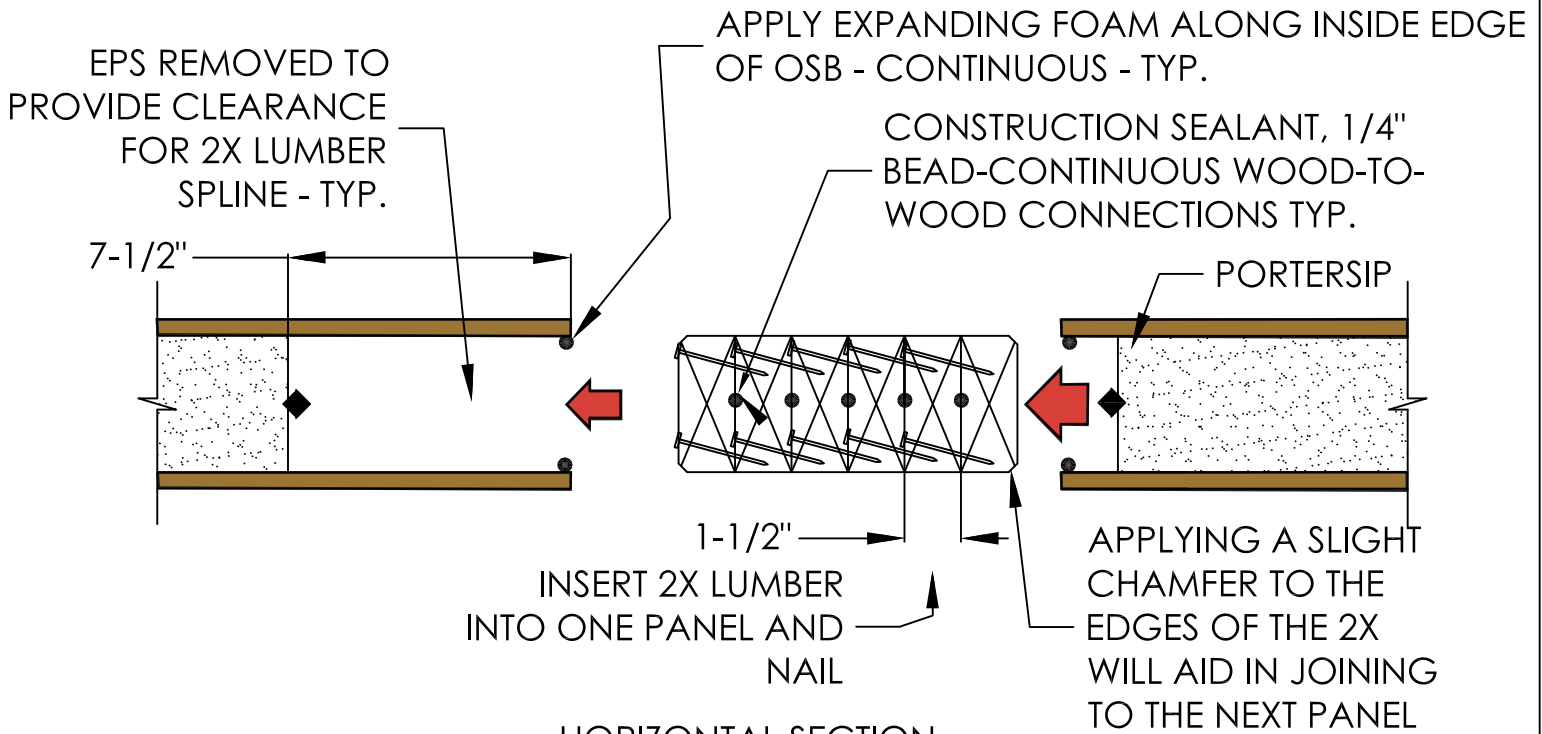 APPLY EXPANDING FOAM ALONG INSIDE EDGE
OF OSB - CONTINUOUS - TYP.
EPS REMOVED TO
PROVIDE CLEARANCE
FOR 2X LUMBER
SPLINE - TYP.
CONSTRUCTION SEALANT, 1/4"
BEAD-CONTINUOUS WOOD-TO-
WOOD CONNECTIONS TYP.
7-1/2"
PORTERSIP
1-1/2"
INSERT 2X LUMBER
INTO ONE PANEL AND
NAIL
APPLYING A SLIGHT
CHAMFER TO THE
EDGES OF THE 2X
WILL AID IN JOINING
TO THE NEXT PANEL
HORIZONTAL SECTION